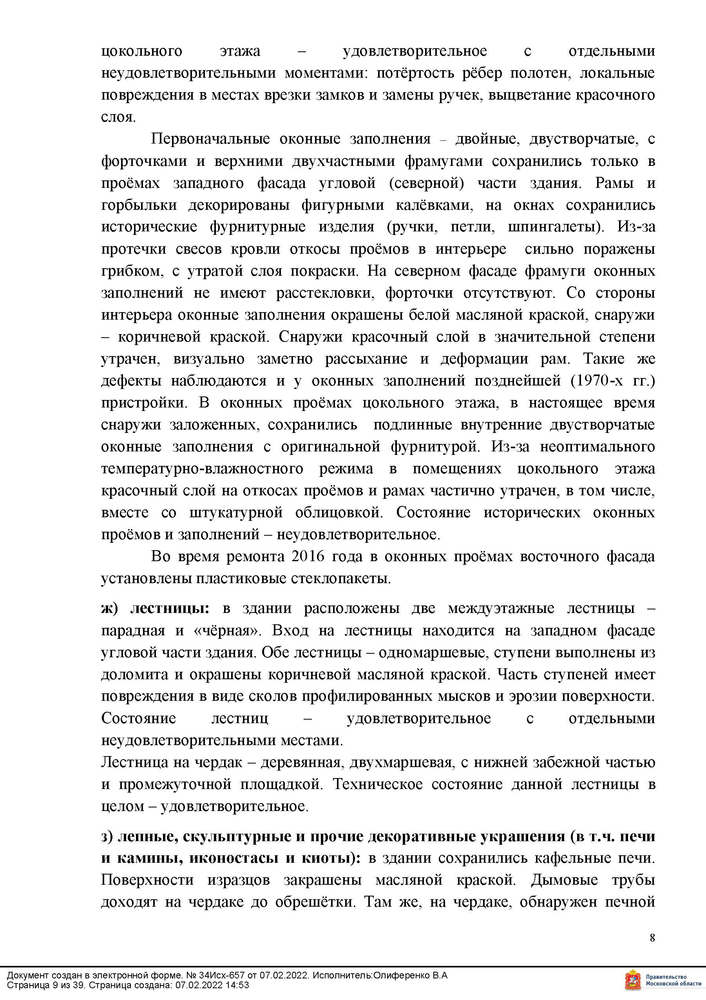 цокольного этажа – удовлетворительное с отдельными
неудовлетворительными моментами: потёртость рёбер полотен, локальные
повреждения в местах врезки замков и замены ручек, выцветание красочного
слоя.
Первоначальные оконные заполнения – двойные, двустворчатые, с
форточками и верхними двухчастными фрамугами сохранились только в
проёмах западного фасада угловой (северной) части здания. Рамы и
горбыльки декорированы фигурными калёвками, на окнах сохранились
исторические фурнитурные изделия (ручки, петли, шпингалеты). Из-за
протечки свесов кровли откосы проёмов в интерьере сильно поражены
грибком, с утратой слоя покраски. На северном фасаде фрамуги оконных
заполнений не имеют расстекловки, форточки отсутствуют. Со стороны
интерьера оконные заполнения окрашены белой масляной краской, снаружи
– коричневой краской. Снаружи красочный слой в значительной степени
утрачен, визуально заметно рассыхание и деформации рам. Такие же
дефекты наблюдаются и у оконных заполнений позднейшей (1970-х гг.)
пристройки. В оконных проёмах цокольного этажа, в настоящее время
снаружи заложенных, сохранились подлинные внутренние двустворчатые
оконные заполнения с оригинальной фурнитурой. Из-за неоптимального
температурно-влажностного режима в помещениях цокольного этажа
красочный слой на откосах проёмов и рамах частично утрачен, в том числе,
вместе со штукатурной облицовкой. Состояние исторических оконных
проёмов и заполнений – неудовлетворительное.
Во время ремонта 2016 года в оконных проёмах восточного фасада
установлены пластиковые стеклопакеты.
ж) лестницы: в здании расположены две междуэтажные лестницы –
парадная и «чёрная». Вход на лестницы находится на западном фасаде
угловой части здания. Обе лестницы – одномаршевые, ступени выполнены из
доломита и окрашены коричневой масляной краской. Часть ступеней имеет
повреждения в виде сколов профилированных мысков и эрозии поверхности.
Состояние лестниц – удовлетворительное с отдельными
неудовлетворительными местами.
Лестница на чердак – деревянная, двухмаршевая, с нижней забежной частью
и промежуточной площадкой. Техническое состояние данной лестницы в
целом – удовлетворительное.
з) лепные, скульптурные и прочие декоративные украшения (в т.ч. печи
и камины, иконостасы и киоты): в здании сохранились кафельные печи.
Поверхности изразцов закрашены масляной краской. Дымовые трубы
доходят на чердаке до обрешётки. Там же, на чердаке, обнаружен печной
8
Документ создан в электронной форме. № 34Исх-657 от 07.02.2022. Исполнитель:Олиференко В.А
Страница 9 из 39. Страница создана: 07.02.2022 14:53
Правительство
Московской области